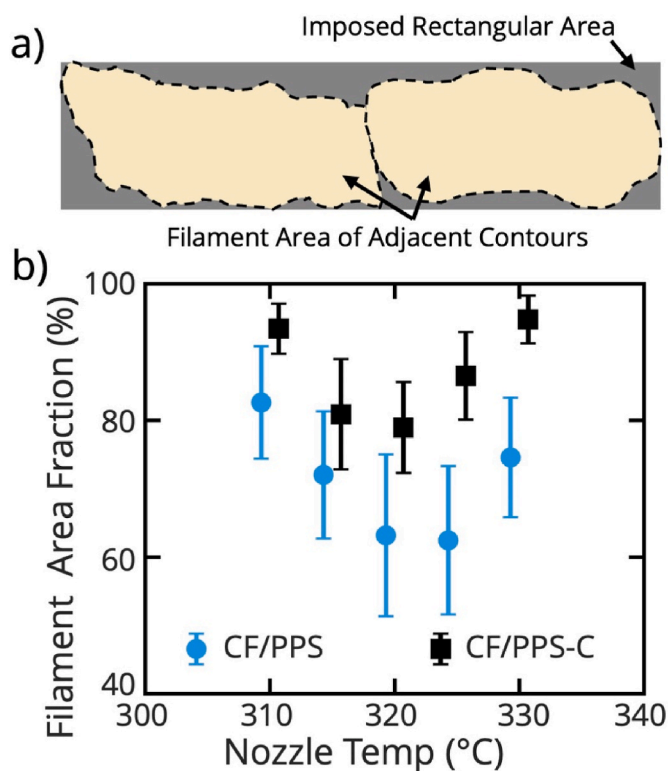 a)
Imposed Rectangular Area
Filament Area of Adjacent Contours
b)
Filament Area Fraction (%)
100
80
60
40
CF/PPS
CF/PPS-C
300
310
320
330
340
Nozzle Temp (°C)